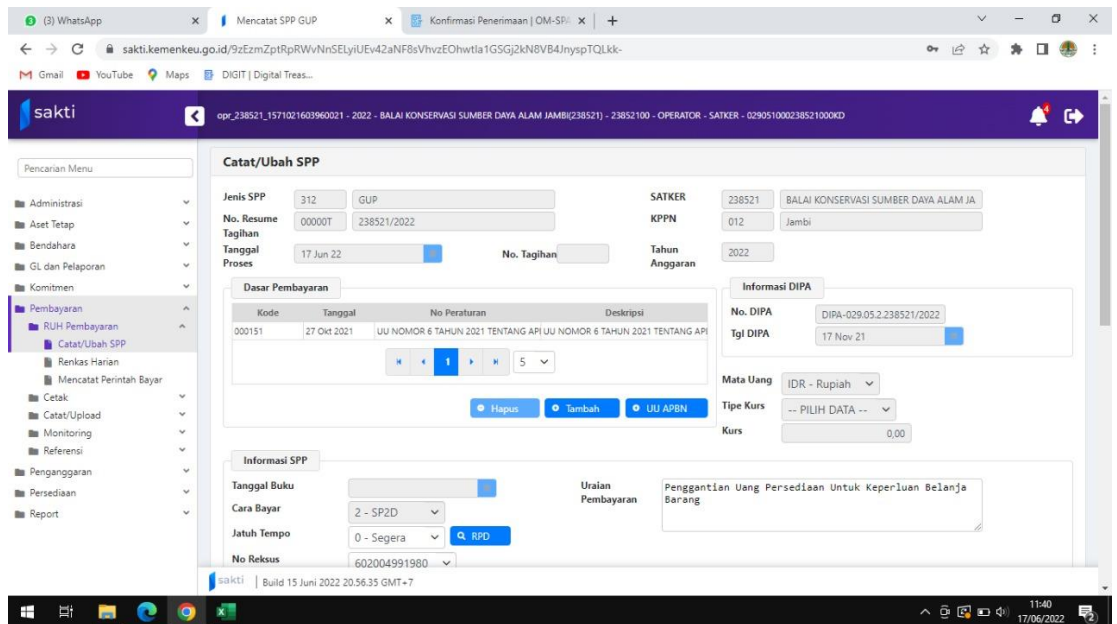 (3) WhatsApp
Mencatat SPP GUP
Konfirmasi Penerimaan | OM-SPA
sakti.kemenkeu.go.id/9zEzmZptRpRWvNnSELyiUEv42aNF8sVhvzEOhwtla1GSGj2kN8VB4JnyspTQLkk-
Gmail YouTube Maps DIGIT | Digital Treas...
sakti
opr_238521_1571021603960021 - 2022 - BALAI KONSERVASI SUMBER DAYA ALAM JAMBI(238521) - 23852100 - OPERATOR - SATKER - 029051000238521000KD
4
Pencarian Menu
Administrasi
Aset Tetap
Bendahara
GL dan Pelaporan
Komitmen
Pembayaran
RUH Pembayaran
Catat/Ubah SPP
Renkas Harian
Mencatat Perintah Bayar
Cetak
Catat/Upload
Monitoring
Referensi
Penganggaran
Persediaan
Report
Catat/Ubah SPP
Jenis SPP 312 GUP
SATKER 238521 BALAI KONSERVASI SUMBER DAYA ALAM JA
No. Resume Tagihan 00000T 238521/2022
KPPN 012 Jambi
Tanggal Proses 17 Jun 22
No. Tagihan
Tahun Anggaran 2022
Dasar Pembayaran
Kode Tanggal No Peraturan Deskripsi
000151 27 Okt 2021 UU NOMOR 6 TAHUN 2021 TENTANG API UU NOMOR 6 TAHUN 2021 TENTANG API
1 5
Hapus Tambah UU APBN
Informasi DIPA
No. DIPA DIPA-029.05.2.238521/2022
Tgl DIPA 17 Nov 21
Mata Uang IDR - Rupiah
Tipe Kurs -- PILIH DATA --
Kurs 0,00
Informasi SPP
Tanggal Buku
Cara Bayar 2 - SP2D
Jatuh Tempo 0 - Segera RPD
No Reksus 602004991980
Uraian Pembayaran
Penggantian Uang Persediaan Untuk Keperluan Belanja
Barang
sakti | Build 15 Juni 2022 20.56.35 GMT+7
11:40
17/06/2022
2